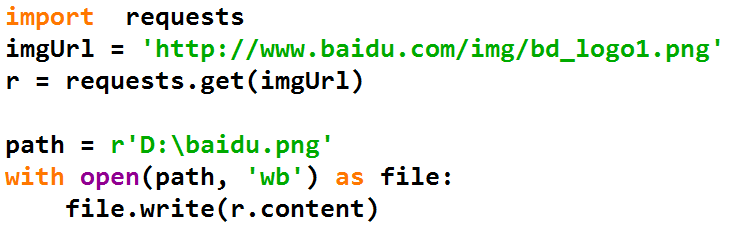 import  requests
imgUrl = 'http://www.baidu.com/img/bd_logo1.png'
r = requests.get(imgUrl)

path = r'D:\baidu.png'
with open(path, 'wb') as file:
    file.write(r.content)